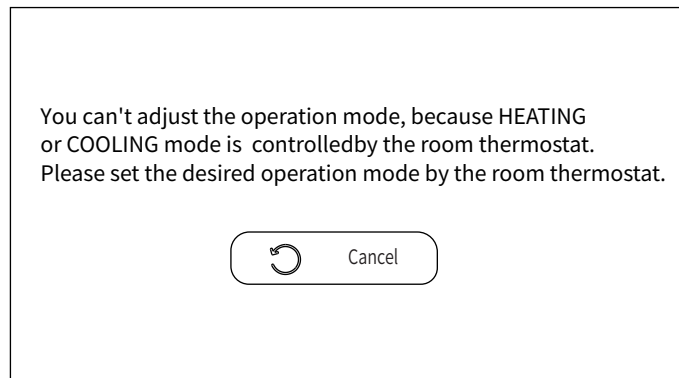 You can't adjust the operation mode, because HEATING
or COOLING mode is  controlledby the room thermostat.
Please set the desired operation mode by the room thermostat.
Cancel